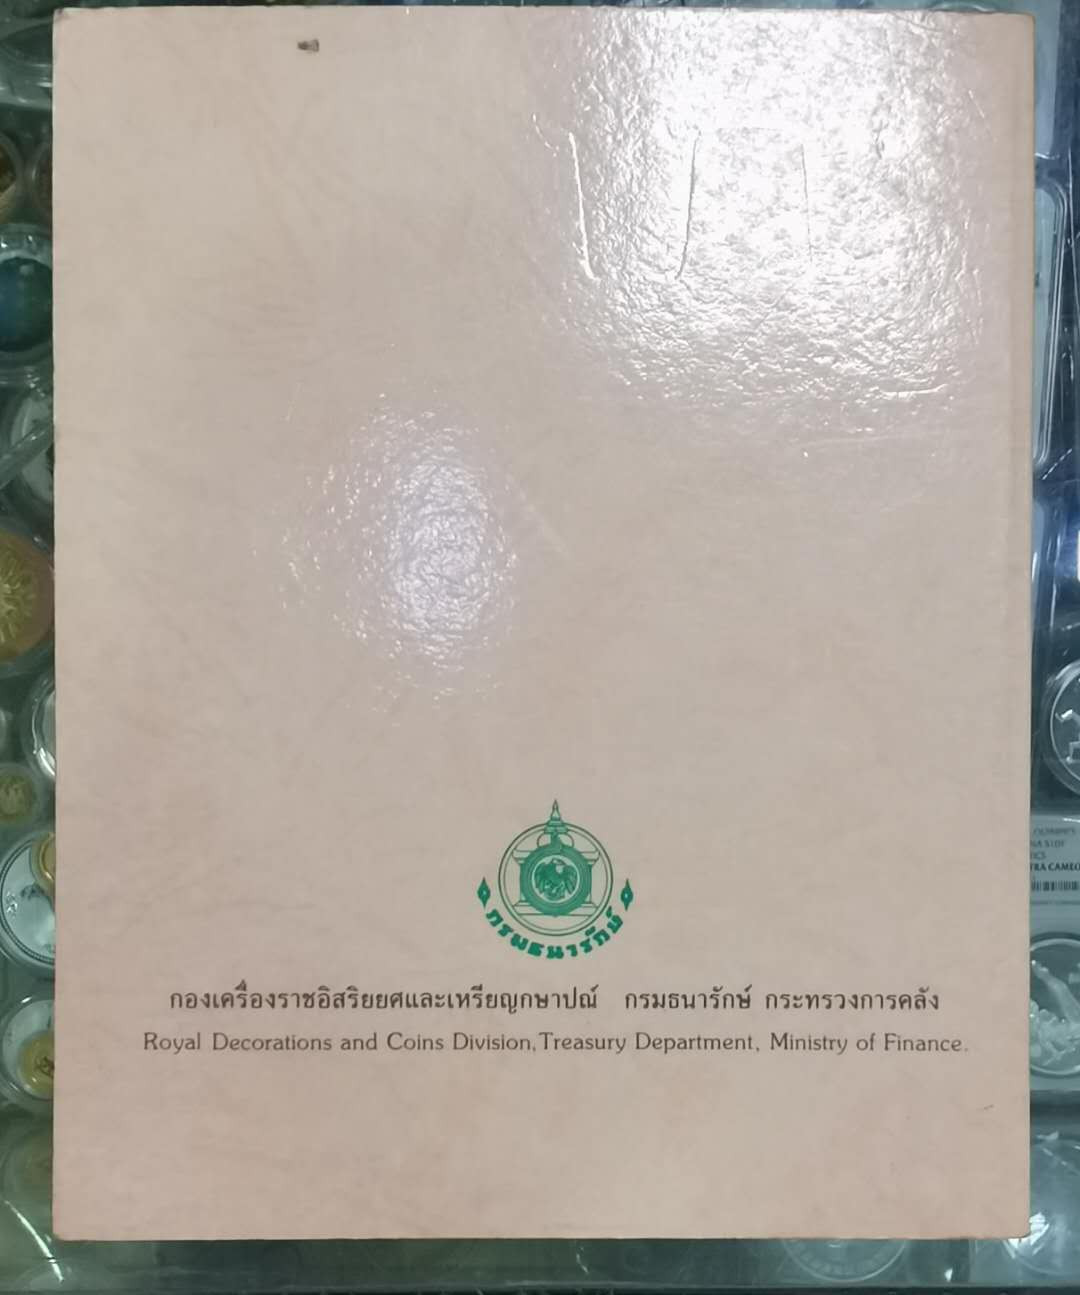 กรมธนารักษ์
กองเครื่องราชอิสริยยศและเหรียญกษาปณ์ กรมธนารักษ์ กระทรวงการคลัง
Royal Decorations and Coins Division, Treasury Department, Ministry of Finance.